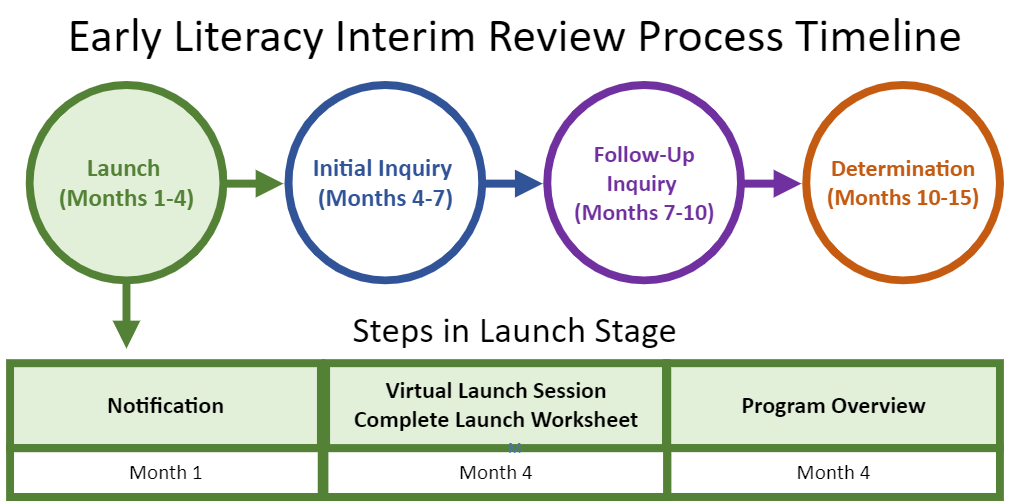 Early Literacy Interim Review Process Timeline
Launch
(Months 1-4)
Initial Inquiry
(Months 4-7)
Follow-Up
Inquiry
(Months 7-10)
Determination
(Months 10-15)
Steps in Launch Stage
Notification
Virtual Launch Session
Complete Launch Worksheet
Program Overview
Month 1
Month 4
Month 4